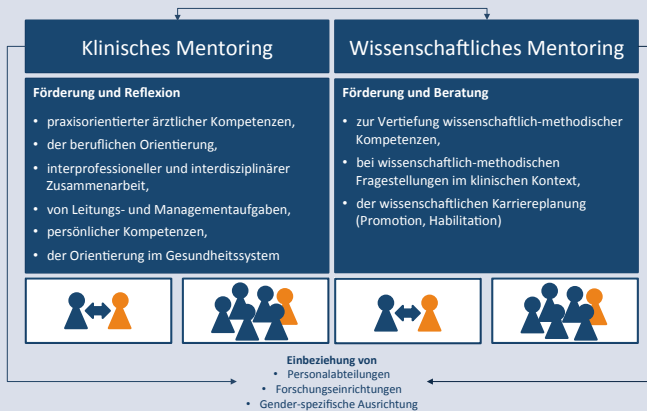 Klinisches Mentoring
Förderung und Reflexion
• praxisorientierter ärztlicher Kompetenzen,
• der beruflichen Orientierung,
• interprofessioneller und interdisziplinärer
Zusammenarbeit,
• von Leitungs- und Managementaufgaben,
• persönlicher Kompetenzen,
• der Orientierung im Gesundheitssystem
Wissenschaftliches Mentoring
Förderung und Beratung
• zur Vertiefung wissenschaftlich-methodischer
Kompetenzen,
• bei wissenschaftlich-methodischen
Fragestellungen im klinischen Kontext,
• der wissenschaftlichen Karriereplanung
(Promotion, Habilitation)
Einbeziehung von
• Personalabteilungen
• Forschungseinrichtungen
• Gender-spezifische Ausrichtung